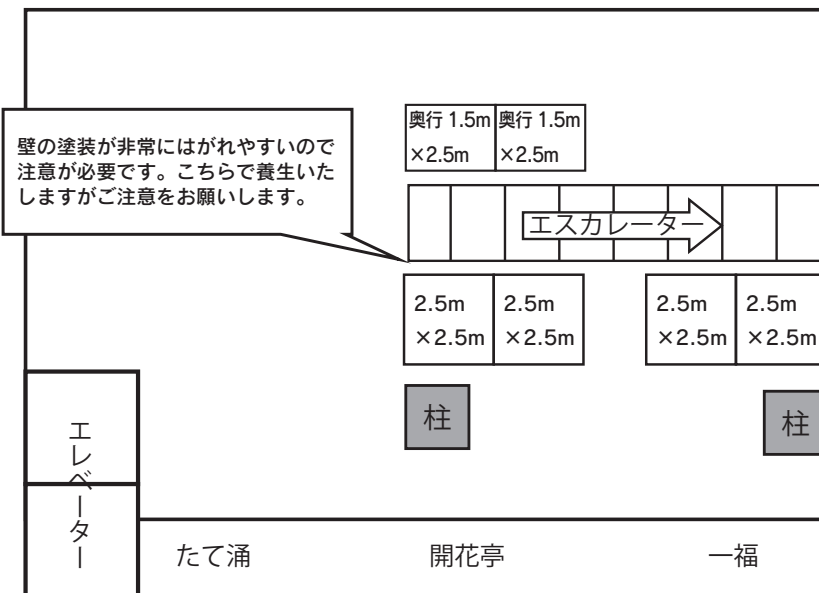 壁の塗装が非常にはがれやすいので
注意が必要です。こちらで養生いた
しますがご注意をお願いします。
奥行 1.5m
×2.5m
奥行 1.5m
×2.5m
エスカレーター
2.5m
×2.5m
2.5m
×2.5m
2.5m
×2.5m
2.5m
×2.5m
柱
柱
エレベーター
たて涌
開花亭
一福